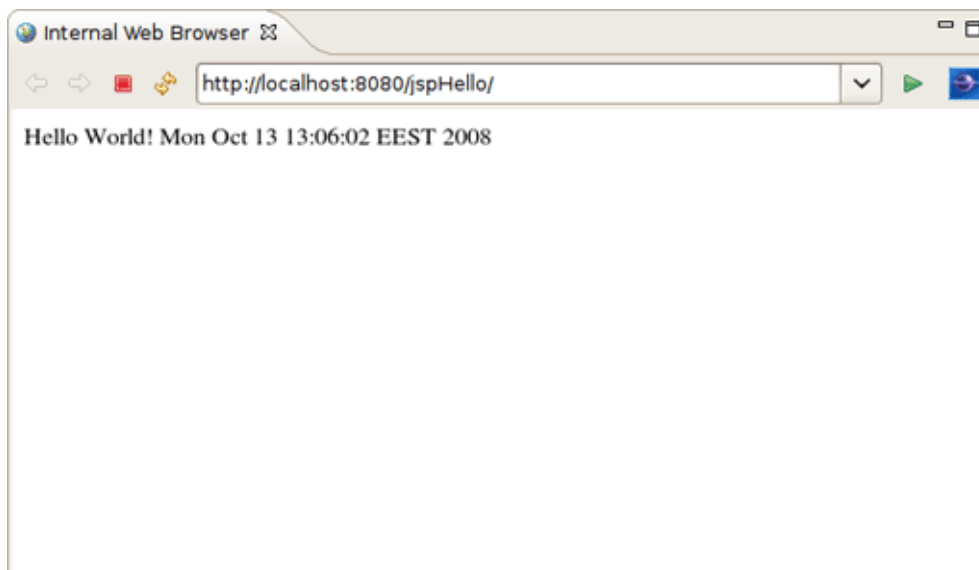 Internal Web Browser
http://localhost:8080/jspHello/
Hello World! Mon Oct 13 13:06:02 EEST 2008